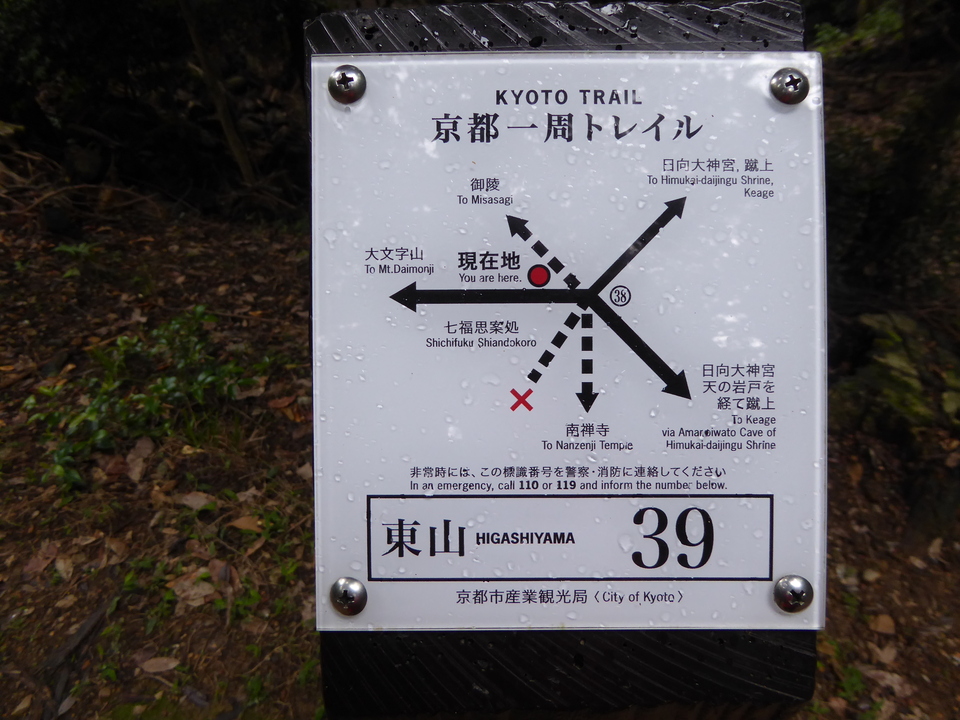 KYOTO TRAIL
京都一周トレイル
日向大神宮, 蹴上
To Himukai-daijingu Shrine,
Keage
御陵
To Misasagi
大文字山
To Mt.Daimonji
現在地
You are here.
38
七福思案処
Shichifuku Shiandokoro
日向大神宮
天の岩戸を
経て蹴上
To Keage
via Amanoiwato Cave of
Himukai-daijingu Shrine
南禅寺
To Nanzenji Temple
非常時には、この標識番号を警察・消防に連絡してください
In an emergency, call 110 or 119 and inform the number below.
東山 HIGASHIYAMA 39
京都市産業観光局〈City of Kyoto〉